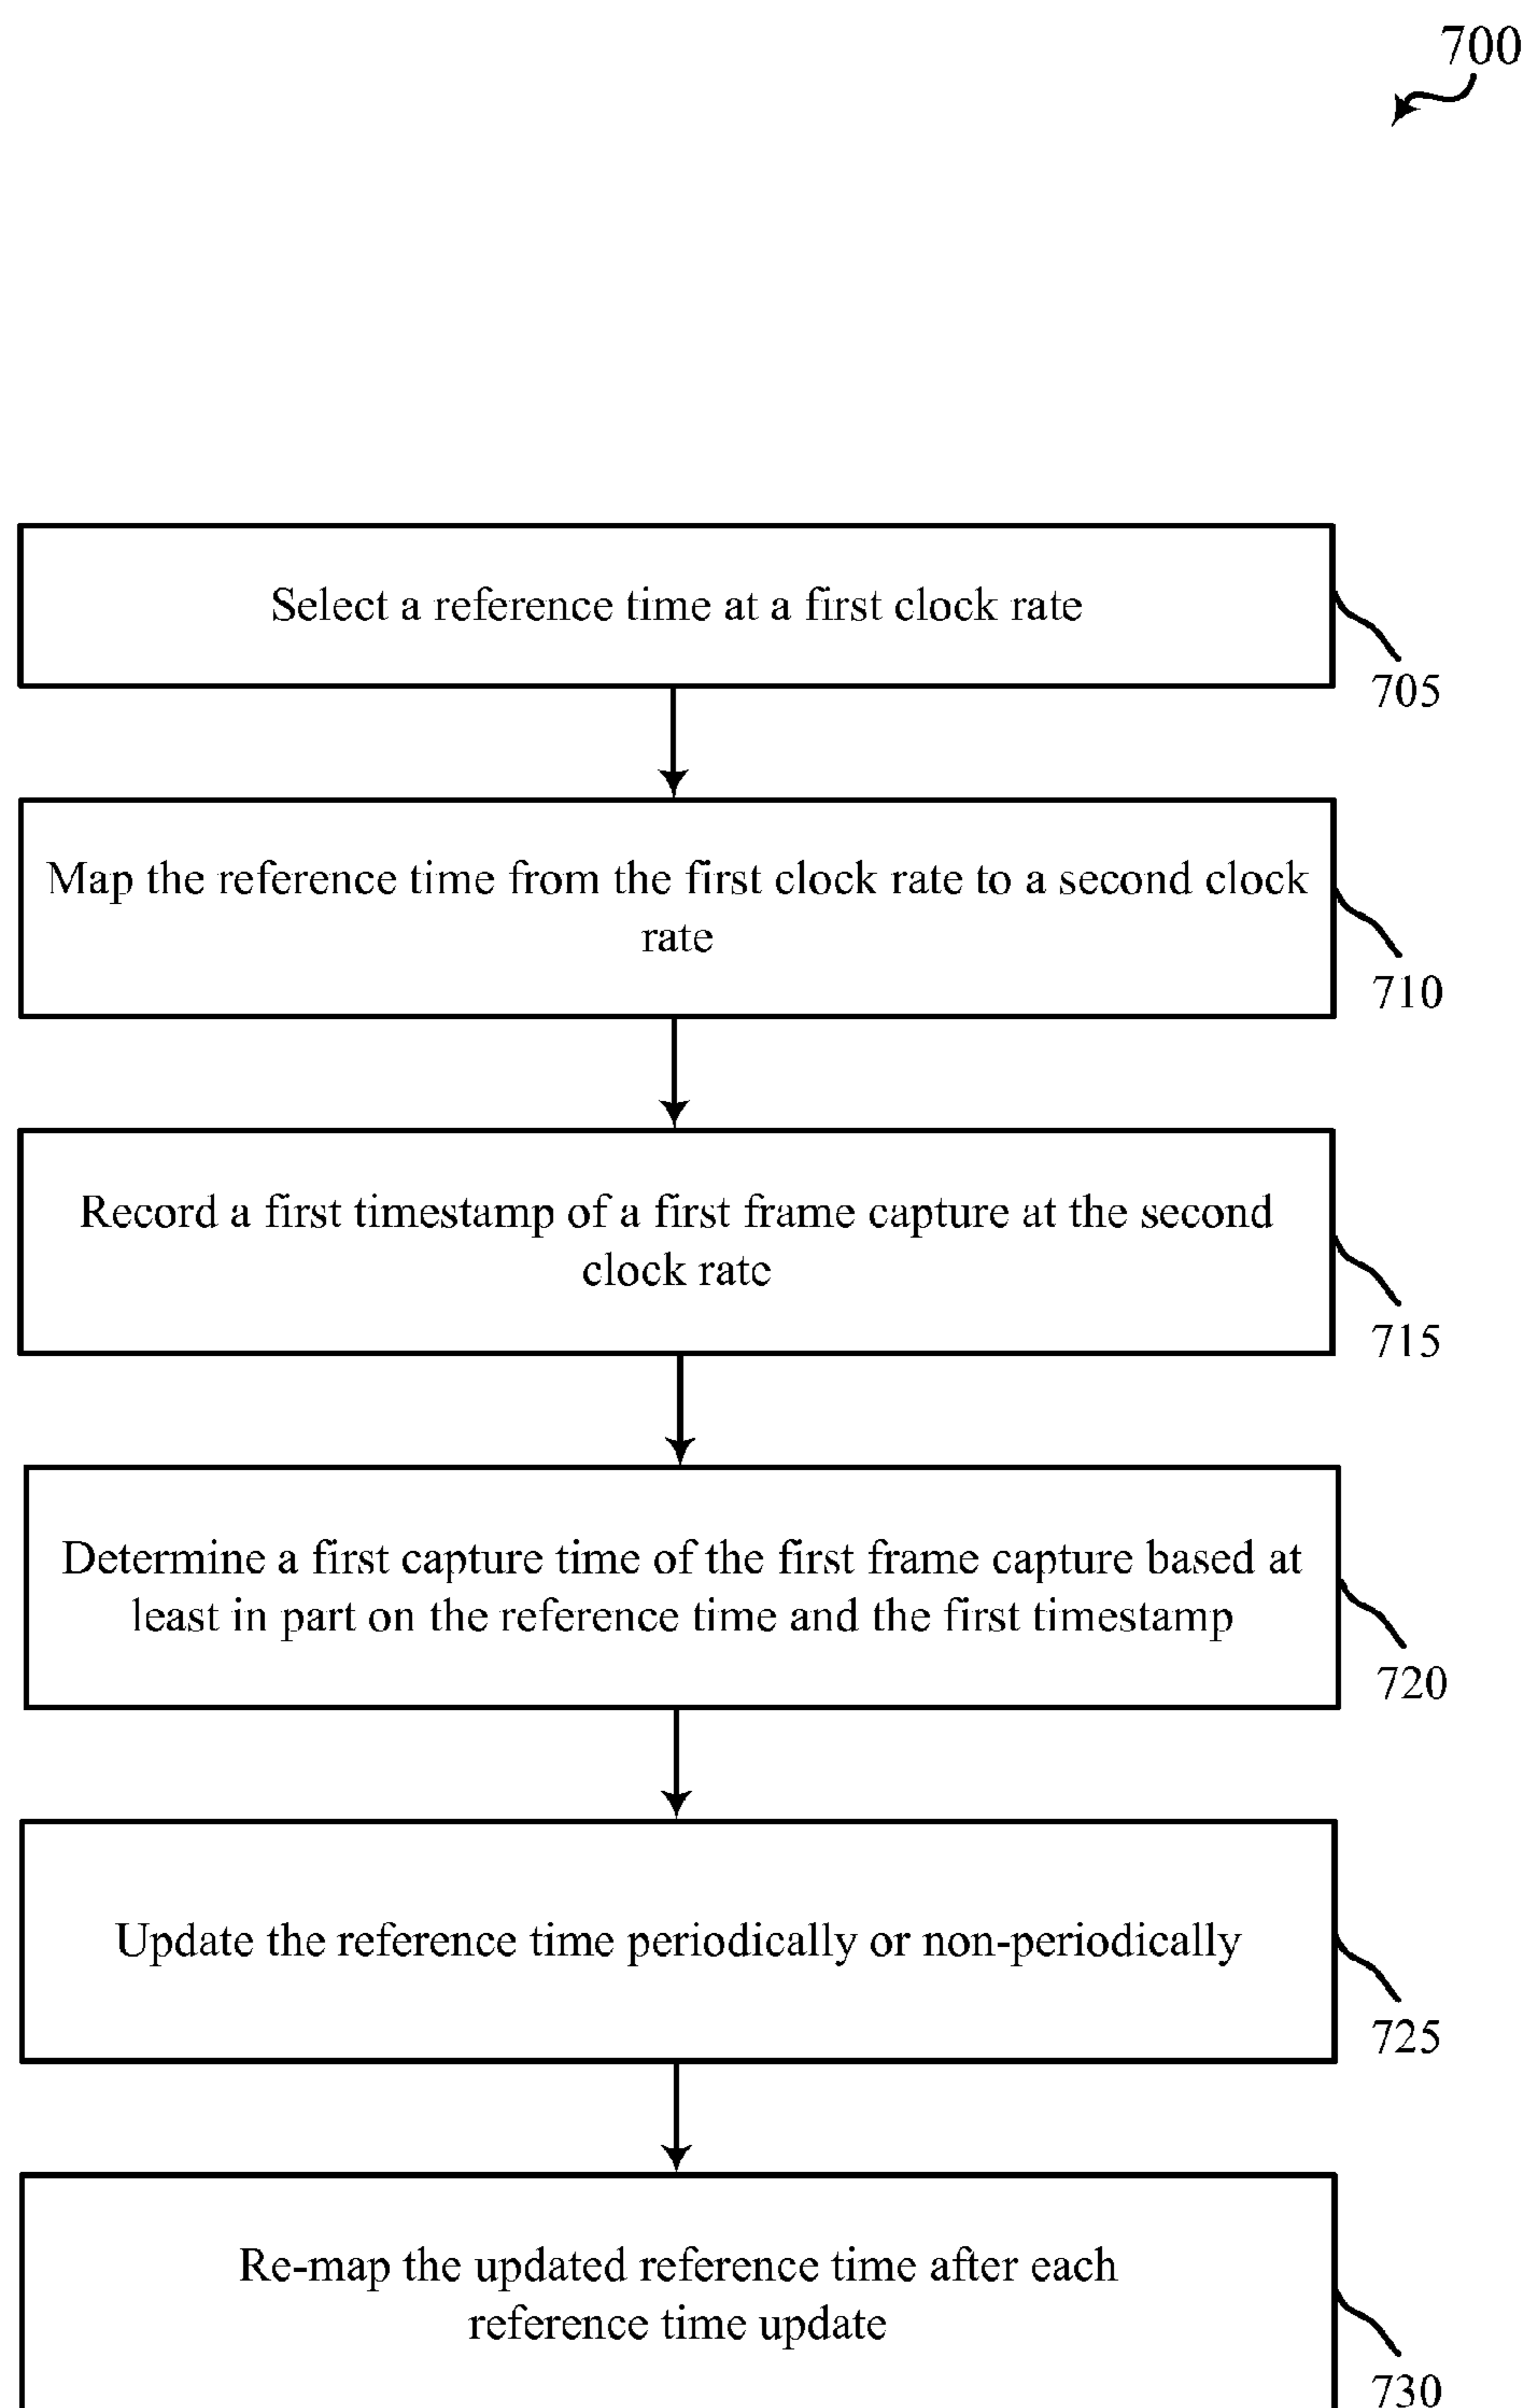 700
Select a reference time at a first clock rate
705
Map the reference time from the first clock rate to a second clock
rate
710
Record a first timestamp of a first frame capture at the second
clock rate
715
Determine a first capture time of the first frame capture based at
least in part on the reference time and the first timestamp
720
Update the reference time periodically or non-periodically
725
Re-map the updated reference time after each
reference time update
730